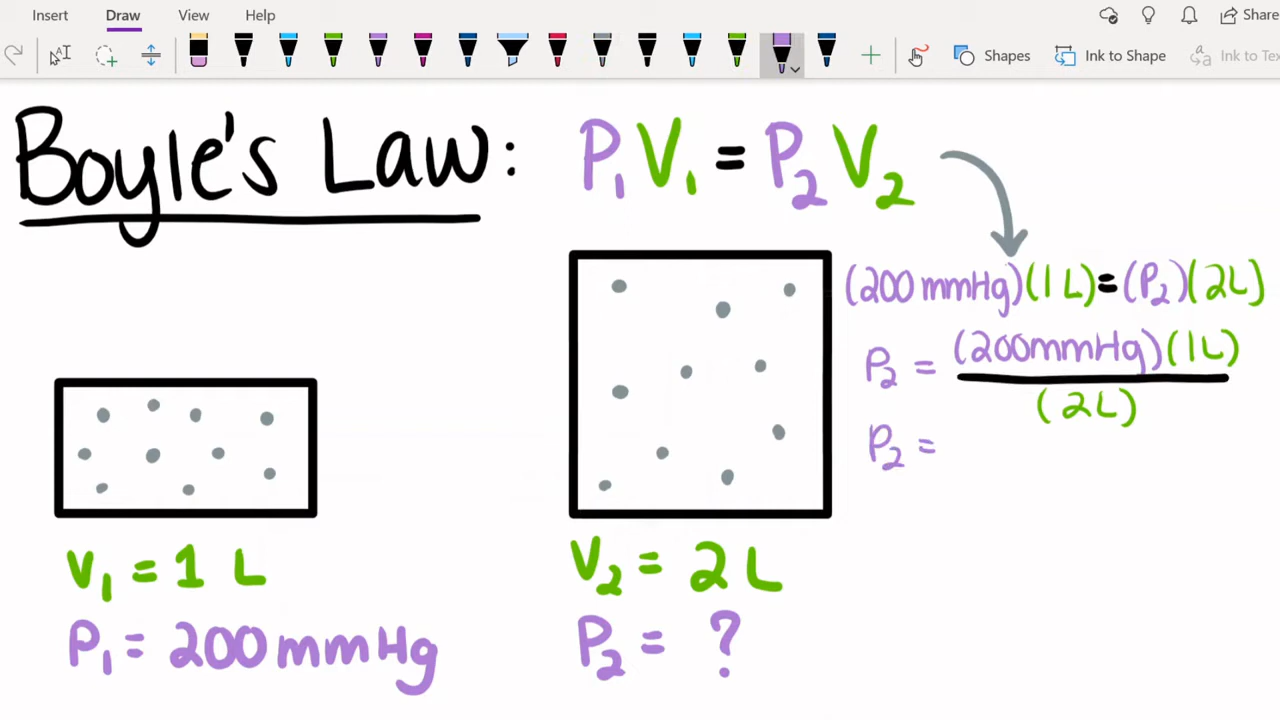 Insert Draw View Help Share
Shapes Ink to Shape Ink to Tex
Boyle's Law: P₁V₁ = P₂V₂
(200 mmHg)(1 L) = (P₂)(2L)
P₂ = (200mmHg)(1L)
(2L)
P₂ =
V₁ = 1 L
P₁ = 200 mmHg
V₂ = 2 L
P₂ = ?